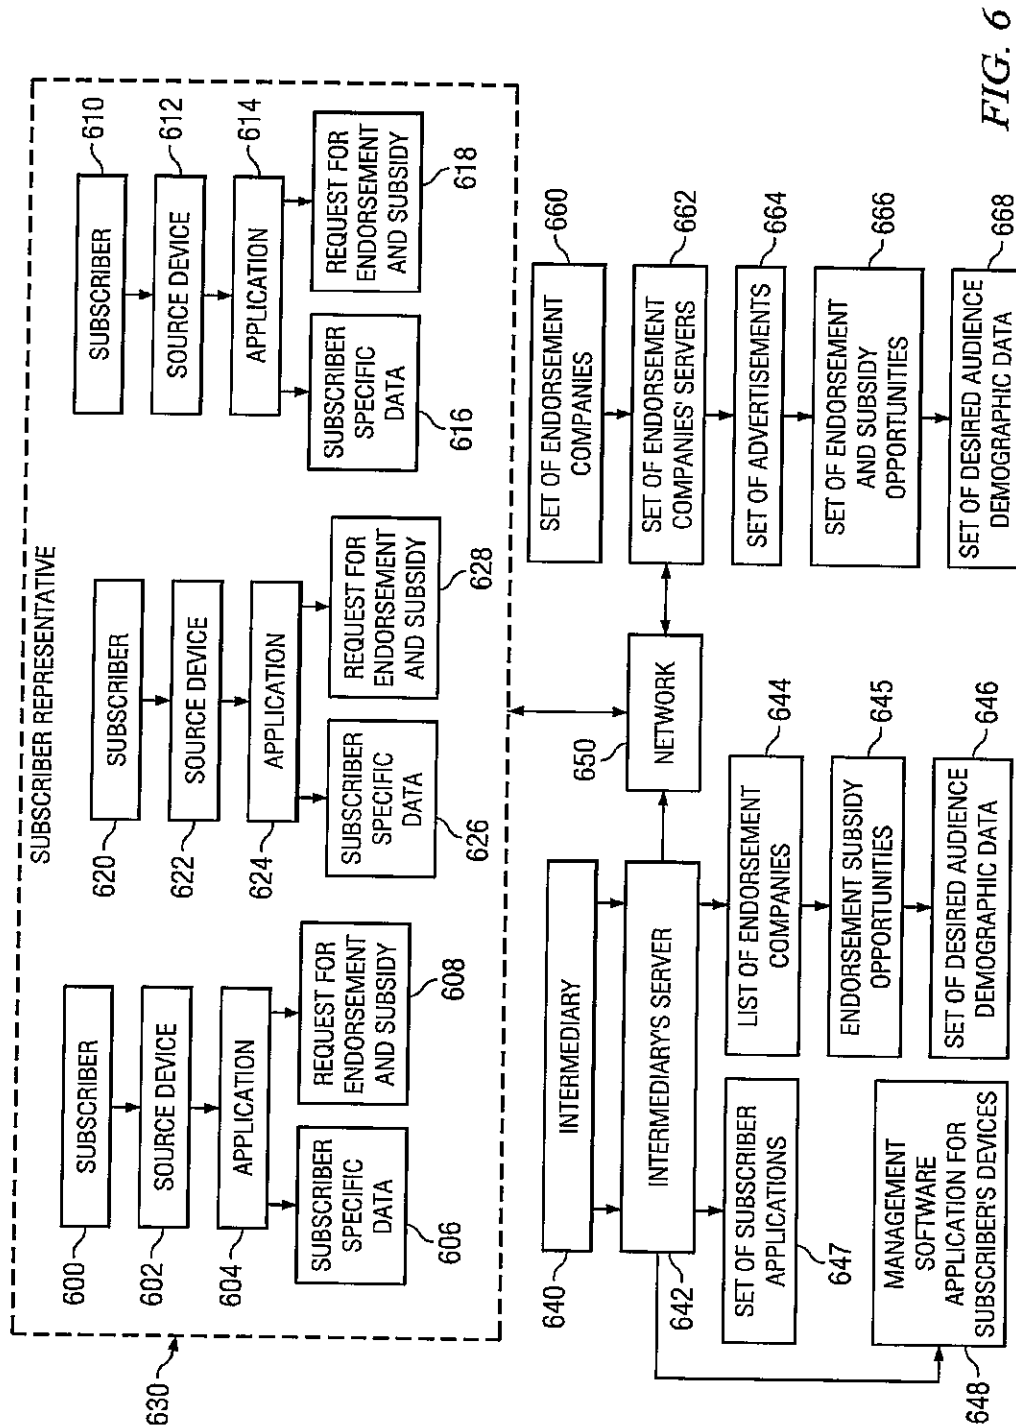 SUBSCRIBER REPRESENTATIVE
630
600
SUBSCRIBER
602
SOURCE DEVICE
604
APPLICATION
SUBSCRIBER
SPECIFIC
DATA
606
REQUEST FOR
ENDORSEMENT
AND SUBSIDY
608
620
SUBSCRIBER
622
SOURCE DEVICE
624
APPLICATION
SUBSCRIBER
SPECIFIC
DATA
626
REQUEST FOR
ENDORSEMENT
AND SUBSIDY
628
SUBSCRIBER
610
SOURCE DEVICE
612
APPLICATION
614
SUBSCRIBER
SPECIFIC
DATA
616
REQUEST FOR
ENDORSEMENT
AND SUBSIDY
618
640
INTERMEDIARY
642
INTERMEDIARY'S SERVER
SET OF SUBSCRIBER
APPLICATIONS
647
MANAGEMENT
SOFTWARE
APPLICATION FOR
SUBSCRIBER'S DEVICES
648
LIST OF ENDORSEMENT
COMPANIES
644
ENDORSEMENT SUBSIDY
OPPORTUNITIES
645
SET OF DESIRED AUDIENCE
DEMOGRAPHIC DATA
646
650
NETWORK
SET OF ENDORSEMENT
COMPANIES
660
SET OF ENDORSEMENT
COMPANIES' SERVERS
662
SET OF ADVERTISEMENTS
664
SET OF ENDORSEMENT
AND SUBSIDY
OPPORTUNITIES
666
SET OF DESIRED AUDIENCE
DEMOGRAPHIC DATA
668
FIG. 6